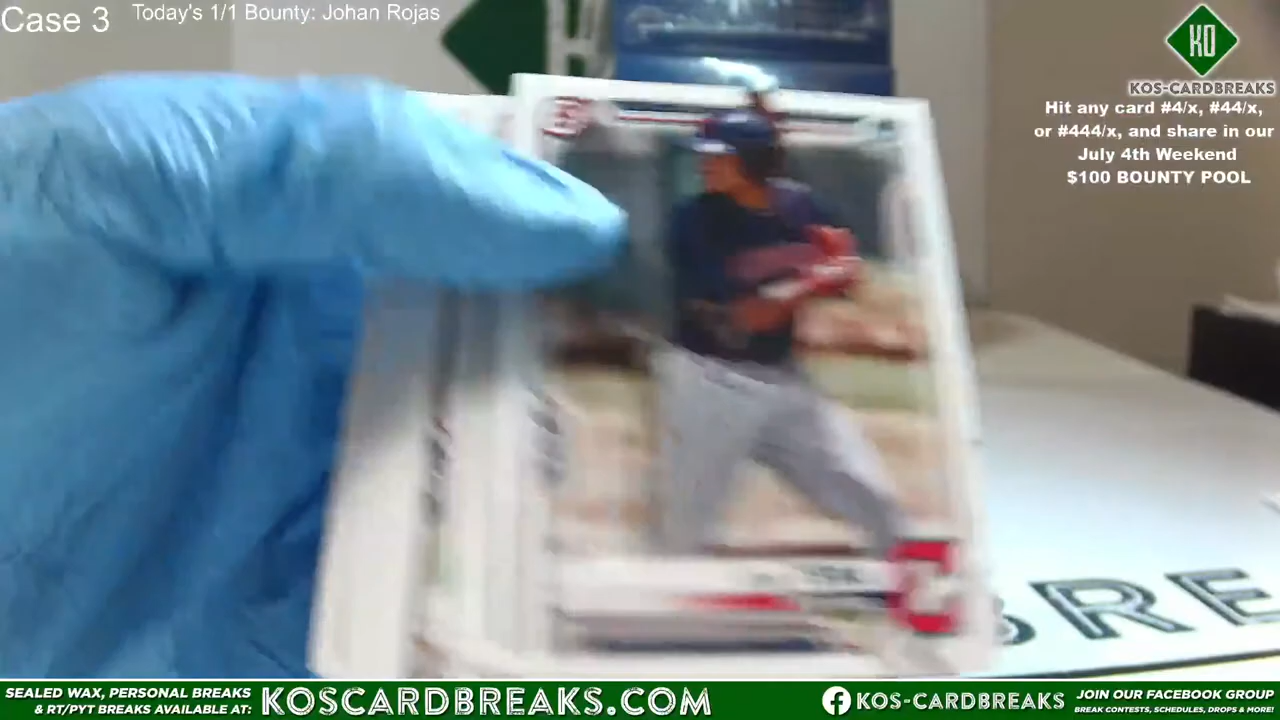 Case 3
Today's 1/1 Bounty: Johan Rojas
KO
KOS-CARDBREAKS
Hit any card #4/x, #44/x,
or #444/x, and share in our
July 4th Weekend
$100 BOUNTY POOL
BRE
SEALED WAX, PERSONAL BREAKS
& RT/PYT BREAKS AVAILABLE AT:
KOSCARDBREAKS.COM
KOS-CARDBREAKS
JOIN OUR FACEBOOK GROUP
BREAK CONTESTS, SCHEDULES, DROPS & MORE!